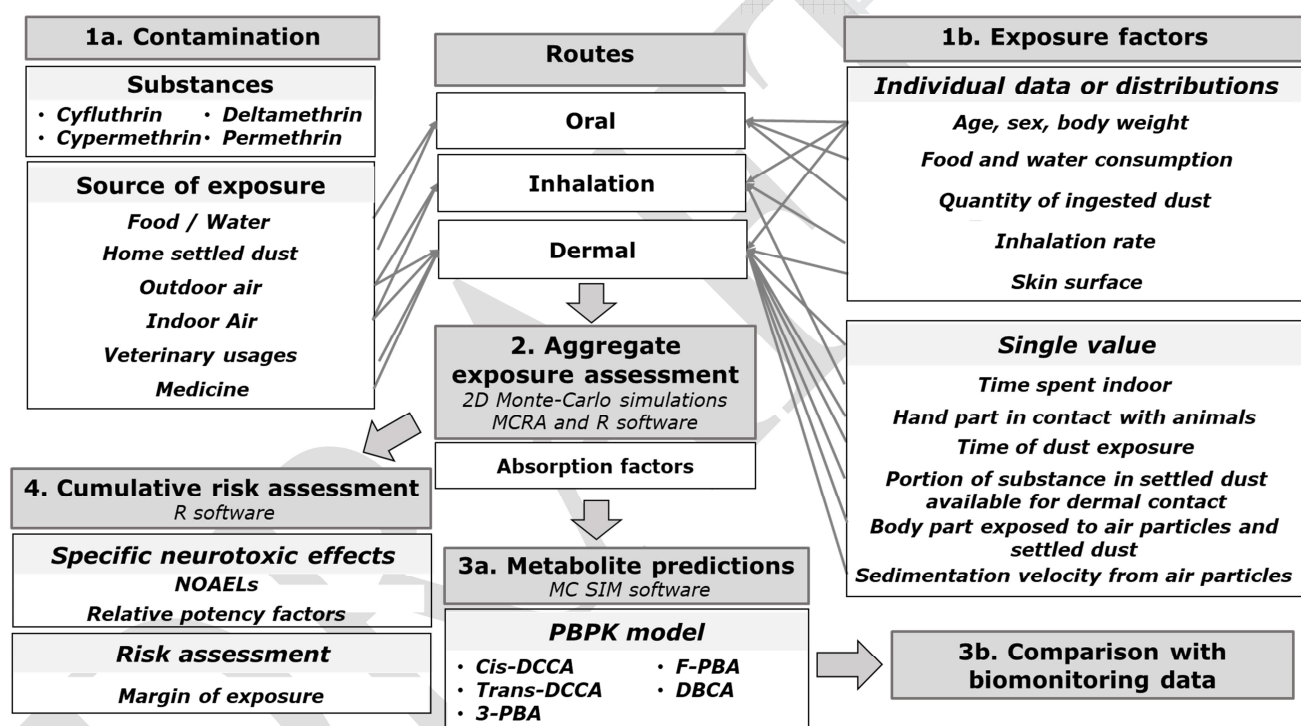 1a. Contamination
Substances
• Cyfluthrin • Deltamethrin
• Cypermethrin • Permethrin
Source of exposure
Food / Water
Home settled dust
Outdoor air
Indoor Air
Veterinary usages
Medicine
Routes
Oral
Inhalation
Dermal
1b. Exposure factors
Individual data or distributions
Age, sex, body weight
Food and water consumption
Quantity of ingested dust
Inhalation rate
Skin surface
Single value
Time spent indoor
Hand part in contact with animals
Time of dust exposure
Portion of substance in settled dust
available for dermal contact
Body part exposed to air particles and
settled dust
Sedimentation velocity from air particles
2. Aggregate
exposure assessment
2D Monte-Carlo simulations
MCRA and R software
Absorption factors
3a. Metabolite predictions
MC SIM software
PBPK model
• Cis-DCCA • F-PBA
• Trans-DCCA • DBCA
• 3-PBA
3b. Comparison with
biomonitoring data
4. Cumulative risk assessment
R software
Specific neurotoxic effects
NOAELs
Relative potency factors
Risk assessment
Margin of exposure